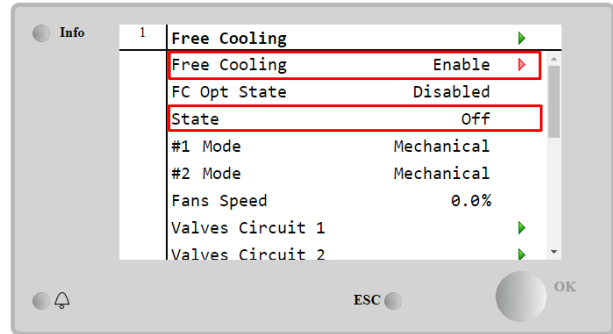 Info
1 Free Cooling
Free Cooling Enable
FC Opt State Disabled
State Off
#1 Mode Mechanical
#2 Mode Mechanical
Fans Speed 0.0%
Valves Circuit 1
Valves Circuit 2
ESC
OK